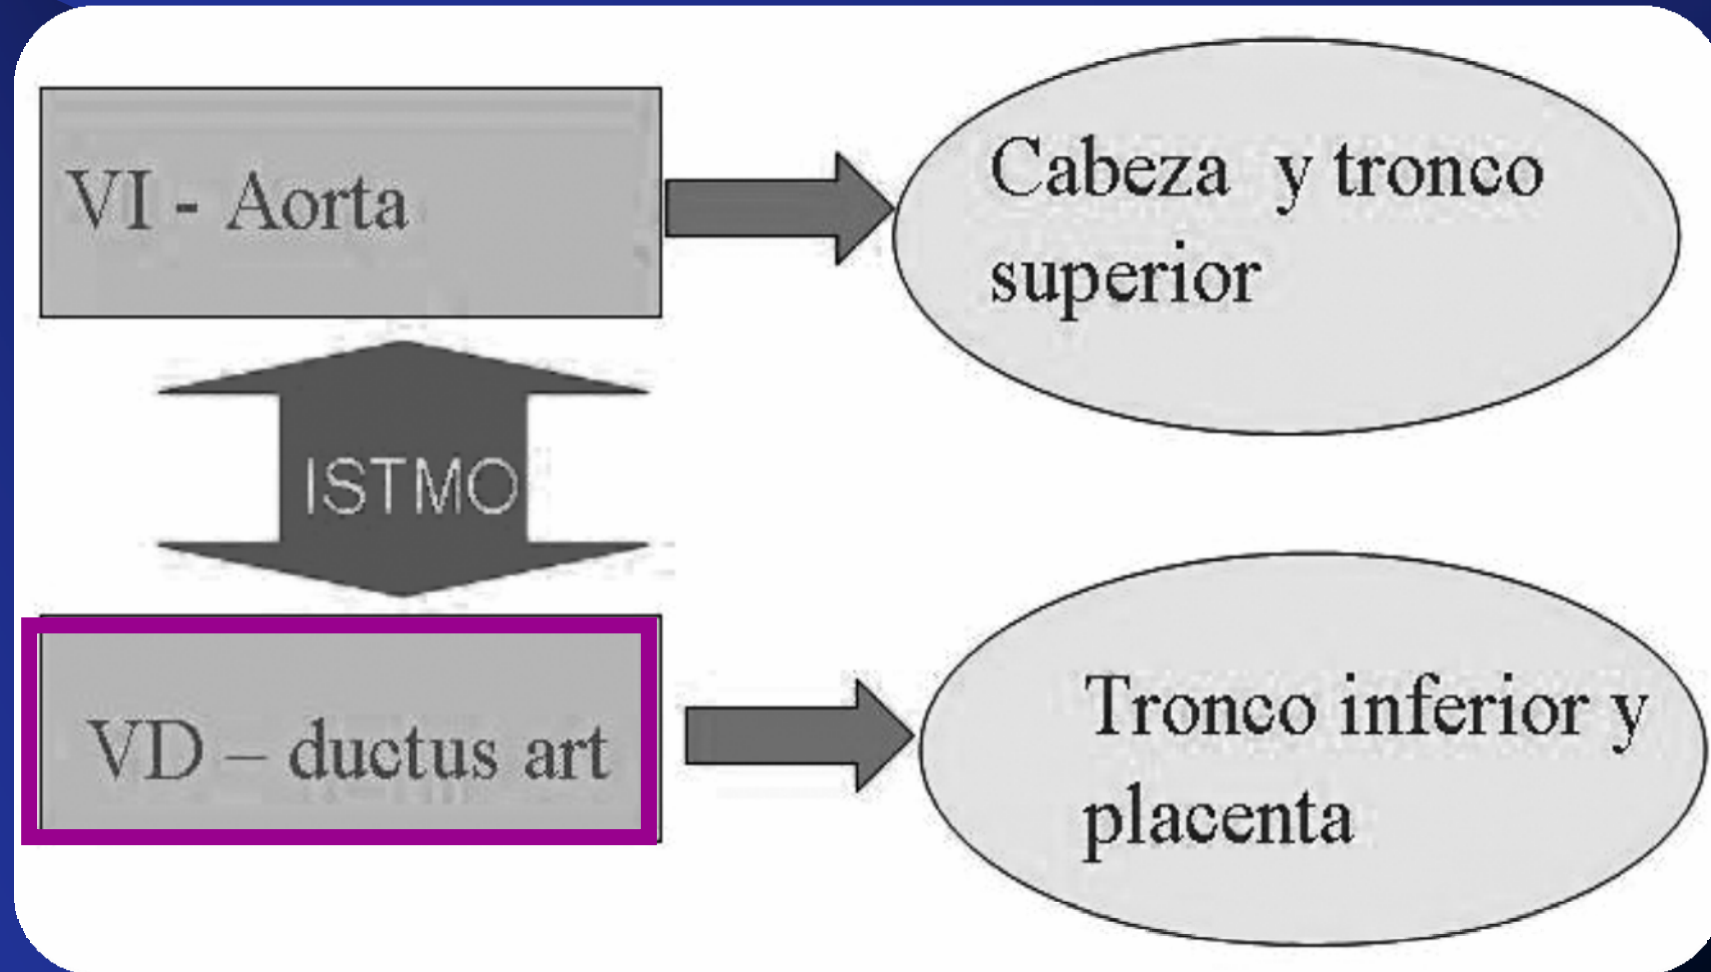 VI - Aorta
Cabeza y tronco
superior
ISTMO
VD – ductus art
Tronco inferior y
placenta